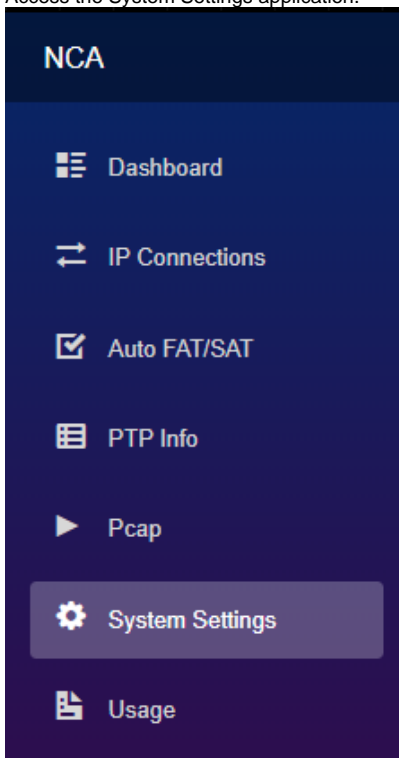 Access the System Settings application.
NCA
Dashboard
IP Connections
Auto FAT/SAT
PTP Info
Pcap
System Settings
Usage